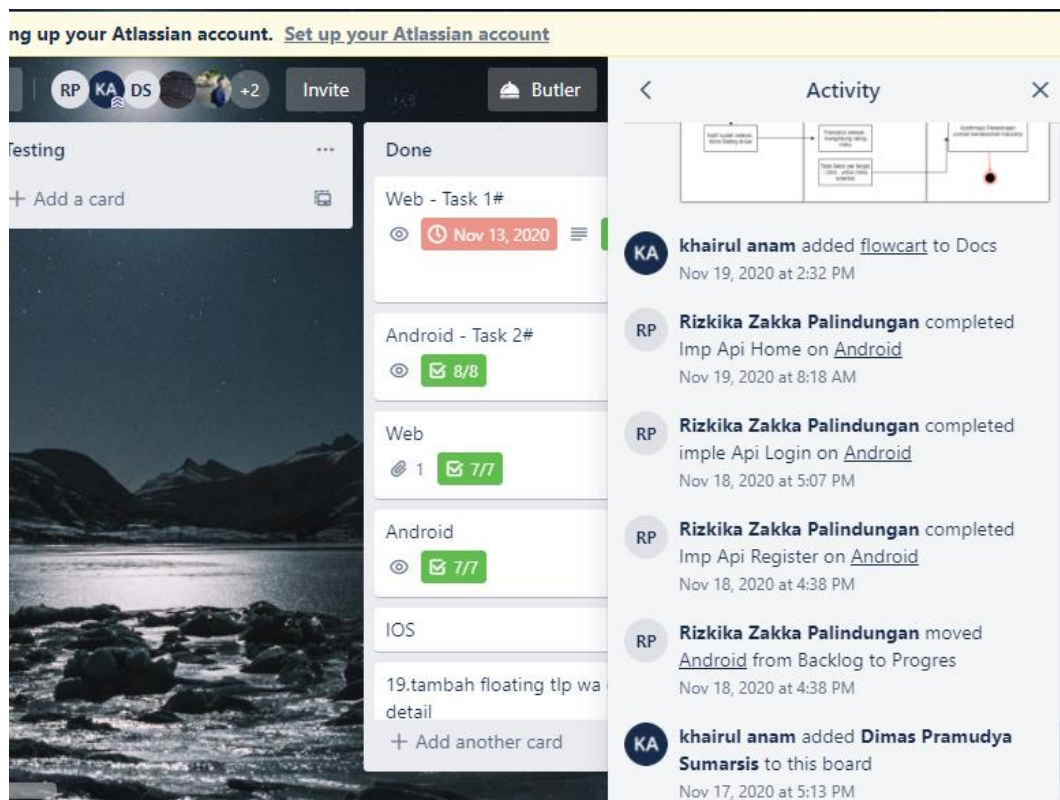 ng up your Atlassian account. Set up your Atlassian account
RP KA DS +2 Invite Butler
Testing
+ Add a card
Done
Web - Task 1#
Nov 13, 2020
Android - Task 2#
8/8
Web
1 7/7
Android
7/7
IOS
19.tambah floating tlp wa
detail
+ Add another card
Activity
KA khairul anam added flowcart to Docs
Nov 19, 2020 at 2:32 PM
RP Rizkika Zakka Palindungan completed
Imp Api Home on Android
Nov 19, 2020 at 8:18 AM
RP Rizkika Zakka Palindungan completed
imple Api Login on Android
Nov 18, 2020 at 5:07 PM
RP Rizkika Zakka Palindungan completed
Imp Api Register on Android
Nov 18, 2020 at 4:38 PM
RP Rizkika Zakka Palindungan moved
Android from Backlog to Progres
Nov 18, 2020 at 4:38 PM
KA khairul anam added Dimas Pramudya
Sumarsis to this board
Nov 17, 2020 at 5:13 PM